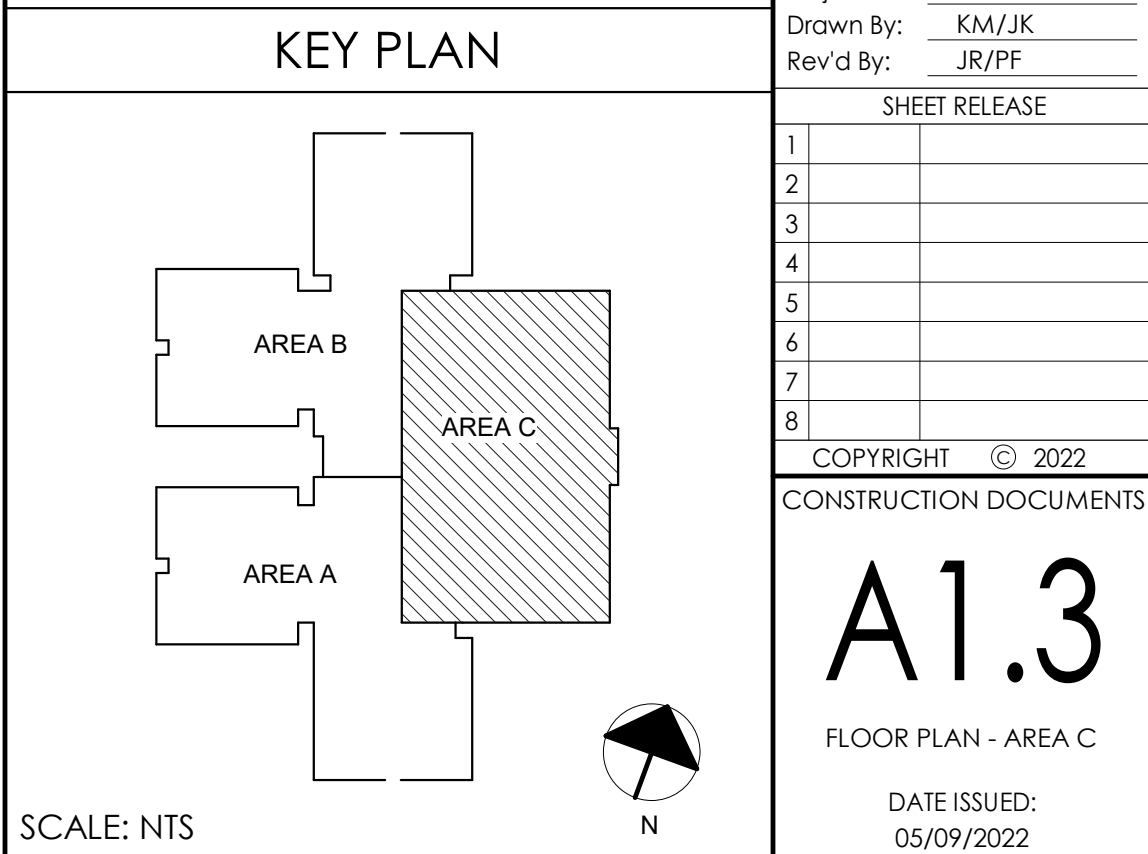 KEY PLAN
AREA B
AREA C
AREA A
N
SCALE: NTS
Drawn By: KM/JK
Rev'd By: JR/PF
SHEET RELEASE
1
2
3
4
5
6
7
8
COPYRIGHT © 2022
CONSTRUCTION DOCUMENTS
A1.3
FLOOR PLAN - AREA C
DATE ISSUED:
05/09/2022